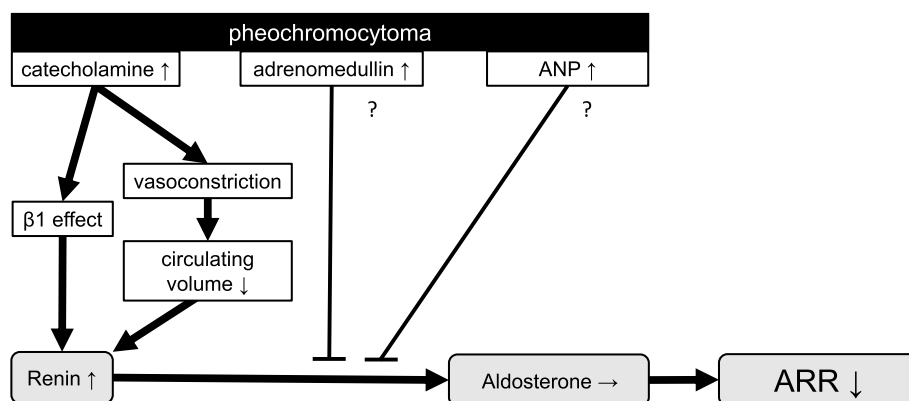 pheochromocytoma
catecholamine ↑
adrenomedullin ↑
ANP ↑
?
?
vasoconstriction
β1 effect
circulating
volume ↓
Renin ↑
Aldosterone →
ARR ↓